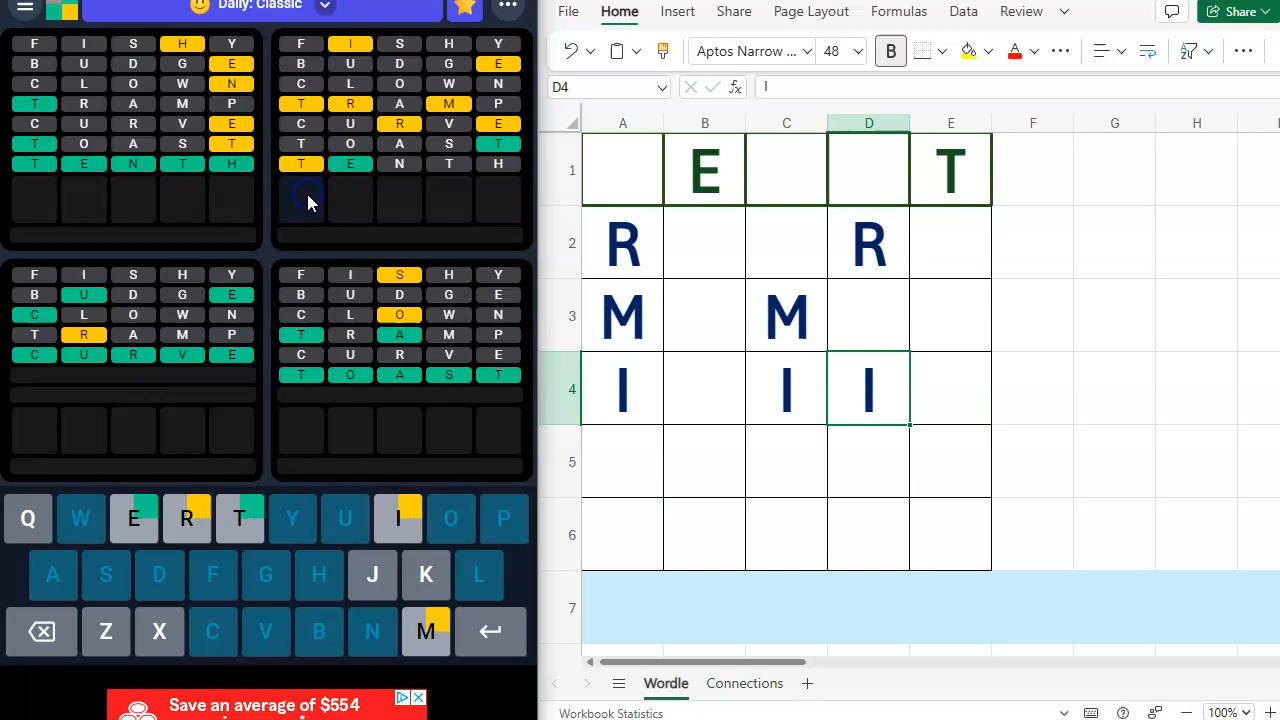 Daily: Classic
F I S H Y F I S H Y
B U D G E B U D G E
C L O W N C L O W N
T R A M P T R A M P
C U R V E C U R V E
T O A S T T O A S T
T E N T H T E N T H
F I S H Y F I S H Y
B U D G E B U D G E
C L O W N C L O W N
T R A M P T R A M P
C U R V E C U R V E
T O A S T
Q W E R T Y U I O P
A S D F G H J K L
Z X C V B N M
Save an average of $554
File Home Insert Share Page Layout Formulas Data Review Share
Aptos Narrow ... 48 B A
D4 fx I
A B C D E F G H
1 E T
2 R R
3 M M
4 I I I
5
6
7
Wordle Connections
Workbook Statistics 100%